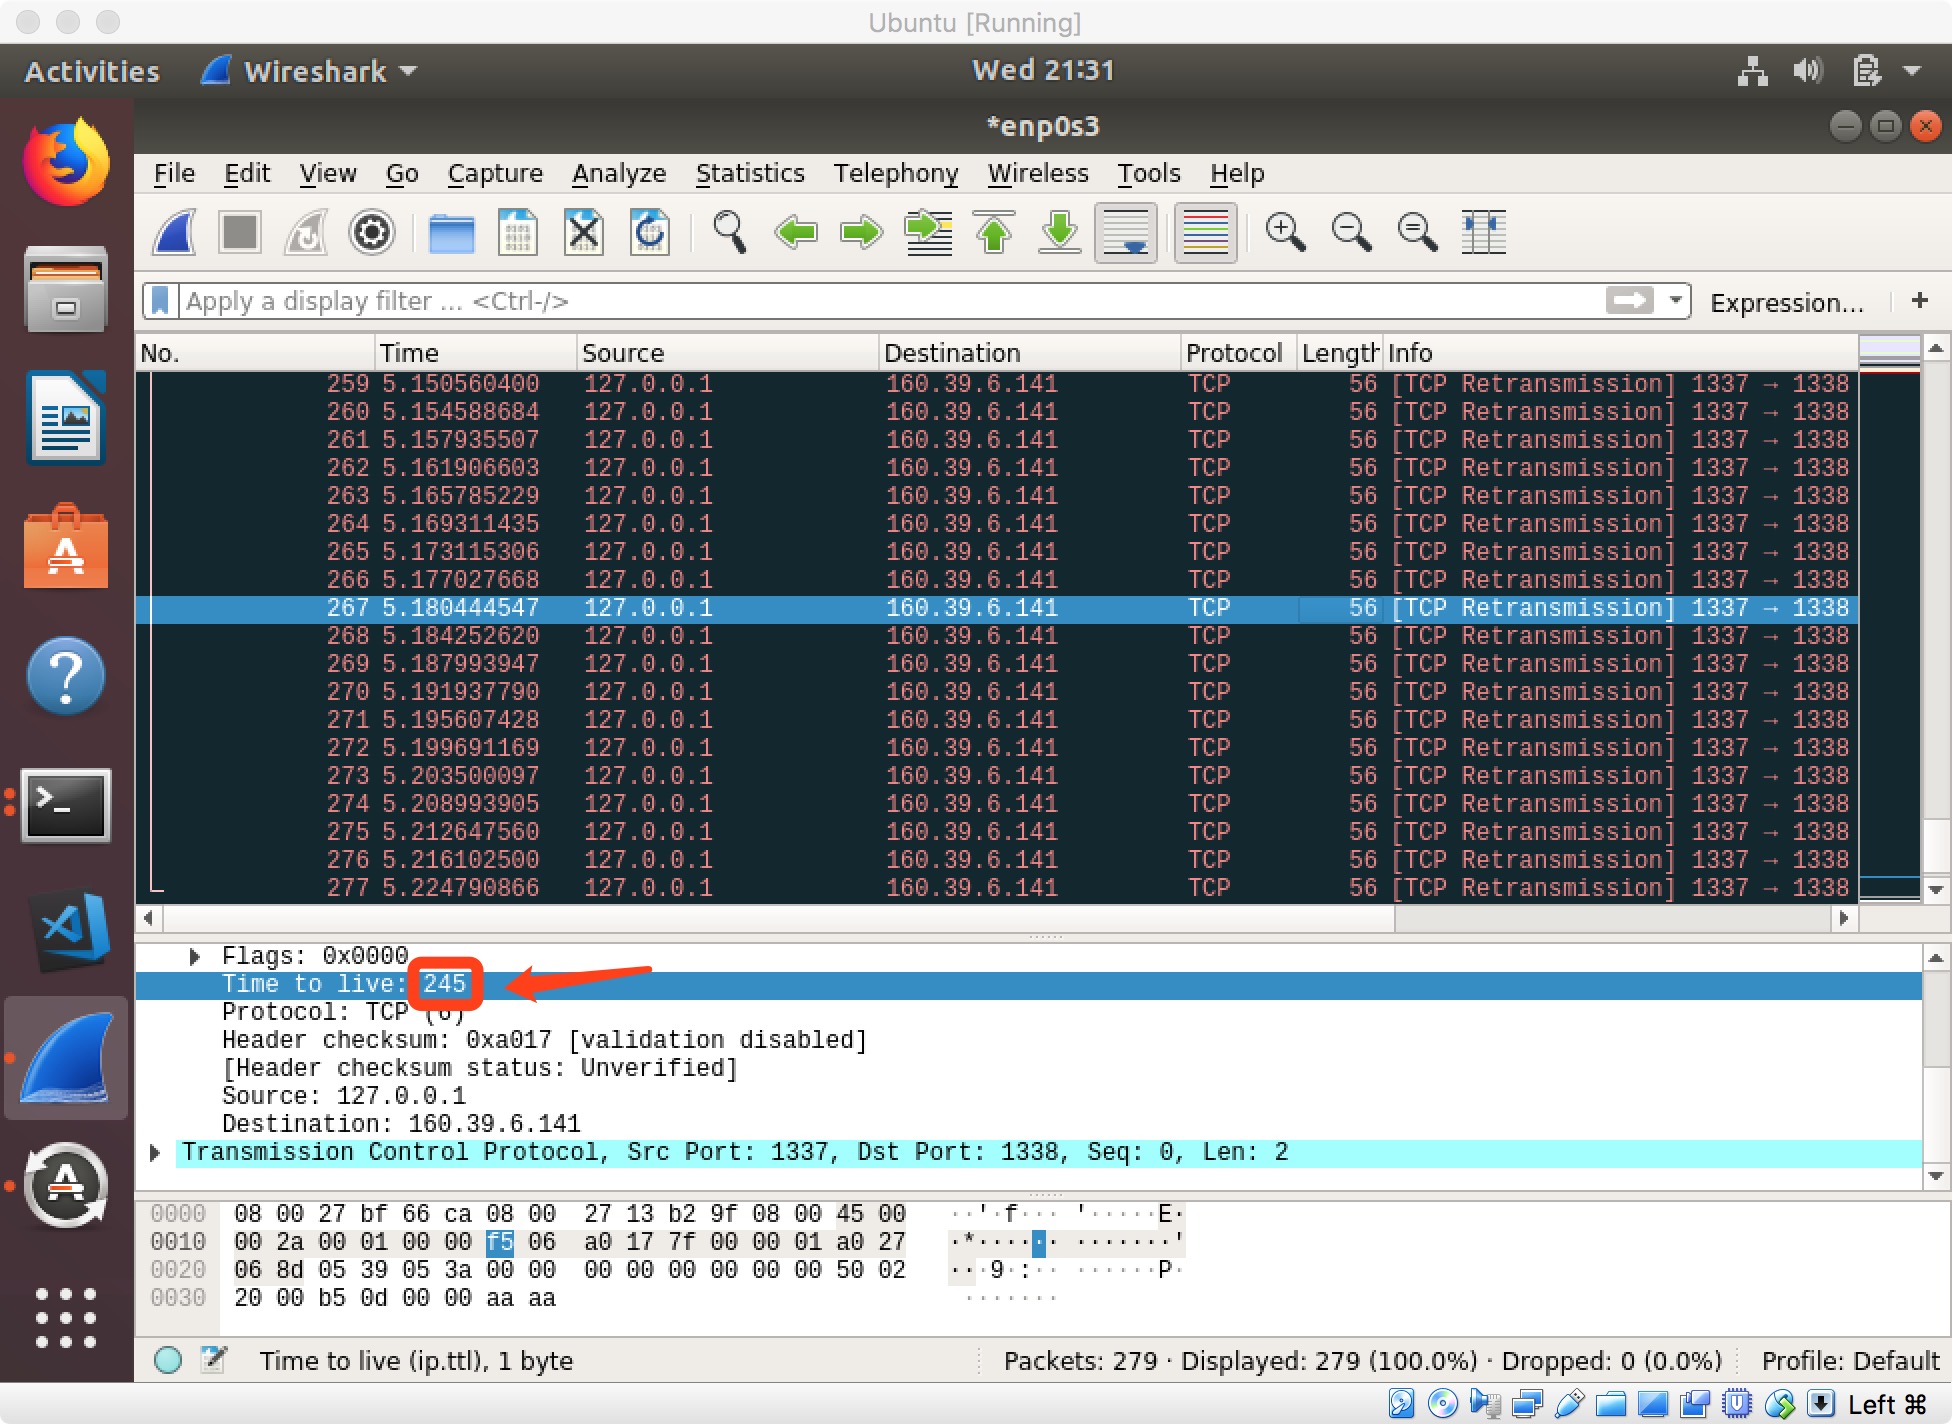 Ubuntu [Running]
Activities Wireshark Wed 21:31
*enp0s3
File Edit View Go Capture Analyze Statistics Telephony Wireless Tools Help
Apply a display filter ... <Ctrl-/> Expression... +
No. Time Source Destination Protocol Length Info
259 5.150560400 127.0.0.1 160.39.6.141 TCP 56 [TCP Retransmission] 1337 → 1338
260 5.154588684 127.0.0.1 160.39.6.141 TCP 56 [TCP Retransmission] 1337 → 1338
261 5.157935507 127.0.0.1 160.39.6.141 TCP 56 [TCP Retransmission] 1337 → 1338
262 5.161906603 127.0.0.1 160.39.6.141 TCP 56 [TCP Retransmission] 1337 → 1338
263 5.165785229 127.0.0.1 160.39.6.141 TCP 56 [TCP Retransmission] 1337 → 1338
264 5.169311435 127.0.0.1 160.39.6.141 TCP 56 [TCP Retransmission] 1337 → 1338
265 5.173115306 127.0.0.1 160.39.6.141 TCP 56 [TCP Retransmission] 1337 → 1338
266 5.177027668 127.0.0.1 160.39.6.141 TCP 56 [TCP Retransmission] 1337 → 1338
267 5.180444547 127.0.0.1 160.39.6.141 TCP 56 [TCP Retransmission] 1337 → 1338
268 5.184252620 127.0.0.1 160.39.6.141 TCP 56 [TCP Retransmission] 1337 → 1338
269 5.187993947 127.0.0.1 160.39.6.141 TCP 56 [TCP Retransmission] 1337 → 1338
270 5.191937790 127.0.0.1 160.39.6.141 TCP 56 [TCP Retransmission] 1337 → 1338
271 5.195607428 127.0.0.1 160.39.6.141 TCP 56 [TCP Retransmission] 1337 → 1338
272 5.199691169 127.0.0.1 160.39.6.141 TCP 56 [TCP Retransmission] 1337 → 1338
273 5.203500097 127.0.0.1 160.39.6.141 TCP 56 [TCP Retransmission] 1337 → 1338
274 5.208993905 127.0.0.1 160.39.6.141 TCP 56 [TCP Retransmission] 1337 → 1338
275 5.212647560 127.0.0.1 160.39.6.141 TCP 56 [TCP Retransmission] 1337 → 1338
276 5.216102500 127.0.0.1 160.39.6.141 TCP 56 [TCP Retransmission] 1337 → 1338
277 5.224790866 127.0.0.1 160.39.6.141 TCP 56 [TCP Retransmission] 1337 → 1338
Flags: 0x0000
Time to live: 245
Protocol: TCP (6)
Header checksum: 0xa017 [validation disabled]
[Header checksum status: Unverified]
Source: 127.0.0.1
Destination: 160.39.6.141
Transmission Control Protocol, Src Port: 1337, Dst Port: 1338, Seq: 0, Len: 2
0000 08 00 27 bf 66 ca 08 00 27 13 b2 9f 08 00 45 00 ··'·f··· '·····E·
0010 00 2a 00 01 00 00 f5 06 a0 17 7f 00 00 01 a0 27 ·*······ ·······'
0020 06 8d 05 39 05 3a 00 00 00 00 00 00 00 00 50 02 ···9·:·· ······P·
0030 20 00 b5 0d 00 00 aa aa ·······
Time to live (ip.ttl), 1 byte Packets: 279 · Displayed: 279 (100.0%) · Dropped: 0 (0.0%) Profile: Default
Left ⌘